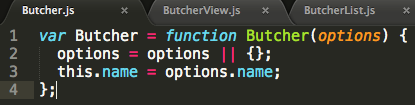 Butcher.js ButcherView.js ButcherList.js
1 var Butcher = function Butcher(options) {
2   options = options || {};
3   this.name = options.name;
4 };